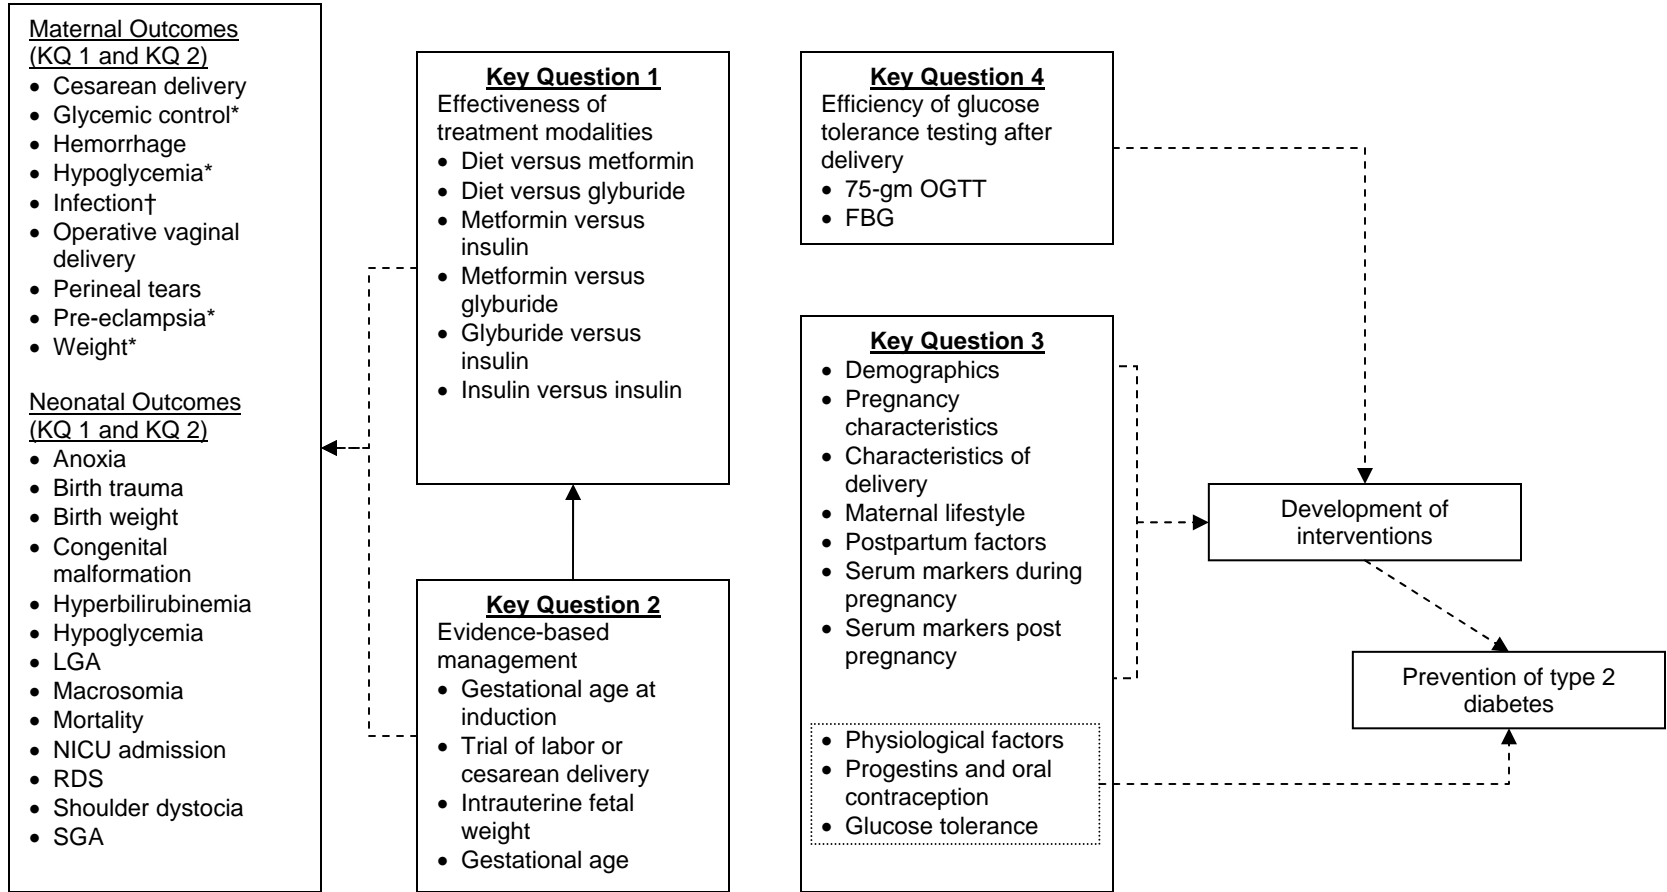 Maternal Outcomes
(KQ 1 and KQ 2)
• Cesarean delivery
• Glycemic control*
• Hemorrhage
• Hypoglycemia*
• Infection†
• Operative vaginal
delivery
• Perineal tears
• Pre-eclampsia*
• Weight*
Neonatal Outcomes
(KQ 1 and KQ 2)
• Anoxia
• Birth trauma
• Birth weight
• Congenital
malformation
• Hyperbilirubinemia
• Hypoglycemia
• LGA
• Macrosomia
• Mortality
• NICU admission
• RDS
• Shoulder dystocia
• SGA
Key Question 1
Effectiveness of
treatment modalities
• Diet versus metformin
• Diet versus glyburide
• Metformin versus
insulin
• Metformin versus
glyburide
• Glyburide versus
insulin
• Insulin versus insulin
Key Question 2
Evidence-based
management
• Gestational age at
induction
• Trial of labor or
cesarean delivery
• Intrauterine fetal
weight
• Gestational age
Key Question 4
Efficiency of glucose
tolerance testing after
delivery
• 75-gm OGTT
• FBG
Key Question 3
• Demographics
• Pregnancy
characteristics
• Characteristics of
delivery
• Maternal lifestyle
• Postpartum factors
• Serum markers during
pregnancy
• Serum markers post
pregnancy
• Physiological factors
• Progestins and oral
contraception
• Glucose tolerance
Development of
interventions
Prevention of type 2
diabetes